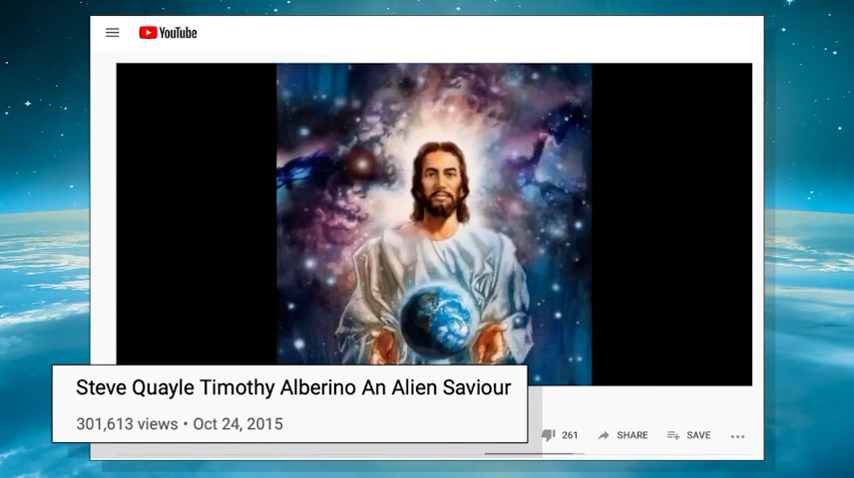 YouTube
Steve Quayle Timothy Alberino An Alien Saviour
301,613 views • Oct 24, 2015
261 SHARE SAVE